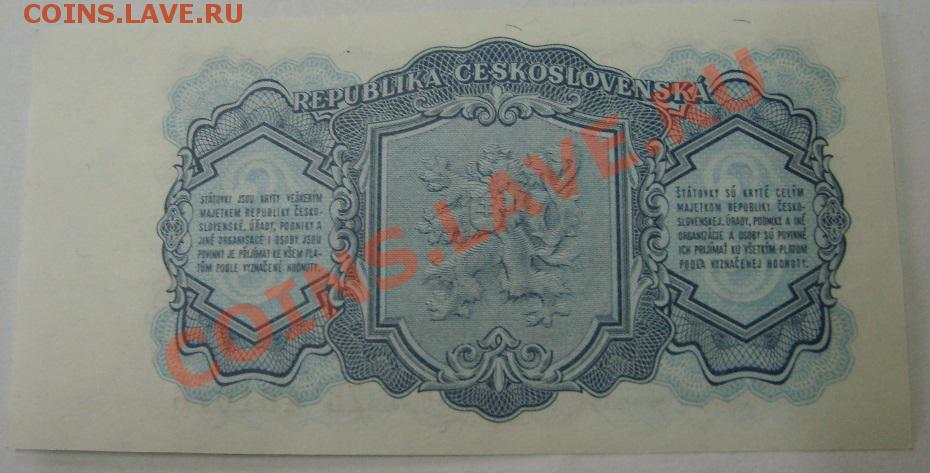 COINS.LAVE.RU
REPUBLIKA ČESKOSLOVENSKÁ
STÁTOVKY JSOU KRYTY VEŠKERÝM
MAJETKEM REPUBLIKY ČESKO-
SLOVENSKÉ. ÚŘADY, PODNIKY A
JINÉ ORGANISACE I OSOBY JSOU
POVINNY JE PŘIJÍMAT KE VŠEM PLA-
TŮM PODLE VYZNAČENÉ HODNOTY.
ŠTÁTOVKY SÚ KRYTÉ CELÝM
MAJETKOM REPUBLIKY ČESKO-
SLOVENSKEJ. ÚRADY, PODNIKY A INÉ
ORGANIZÁCIE A OSOBY SÚ POVINNÉ
ICH PRIJÍMAŤ KU VŠETKÝM PLATOM
PODĽA VYZNAČENEJ HODNOTY.
COINS.LAVE.RU